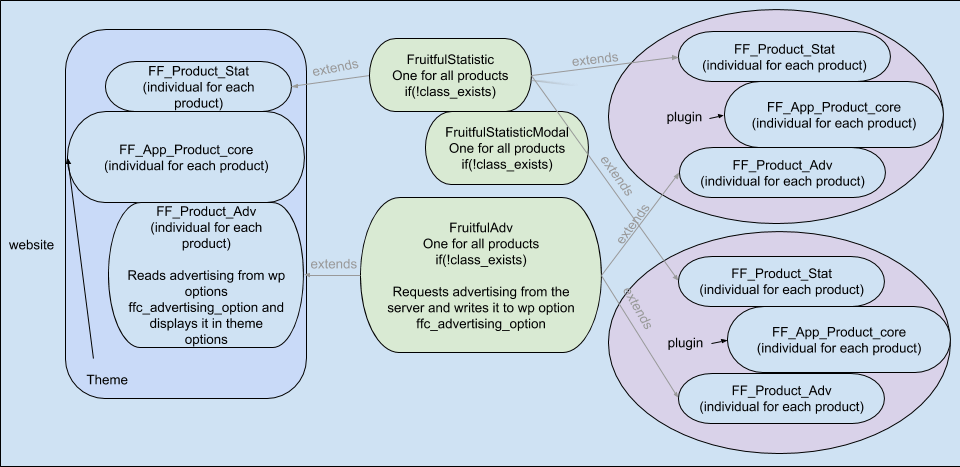 website
FF_Product_Stat
(individual for each
product)
FF_App_Product_core
(individual for each product)
FF_Product_Adv
(individual for each
product)
Reads advertising from wp
options
ffc_advertising_option and
displays it in theme
options
Theme
extends
extends
FruitfulStatistic
One for all products
if(!class_exists)
FruitfulStatisticModal
One for all products
if(!class_exists)
FruitfulAdv
One for all products
if(!class_exists)
Requests advertising from the
server and writes it to wp option
ffc_advertising_option
extends
extends
extends
extends
FF_Product_Stat
(individual for each product)
plugin
FF_App_Product_core
(individual for each product)
FF_Product_Adv
(individual for each product)
FF_Product_Stat
(individual for each product)
plugin
FF_App_Product_core
(individual for each product)
FF_Product_Adv
(individual for each product)